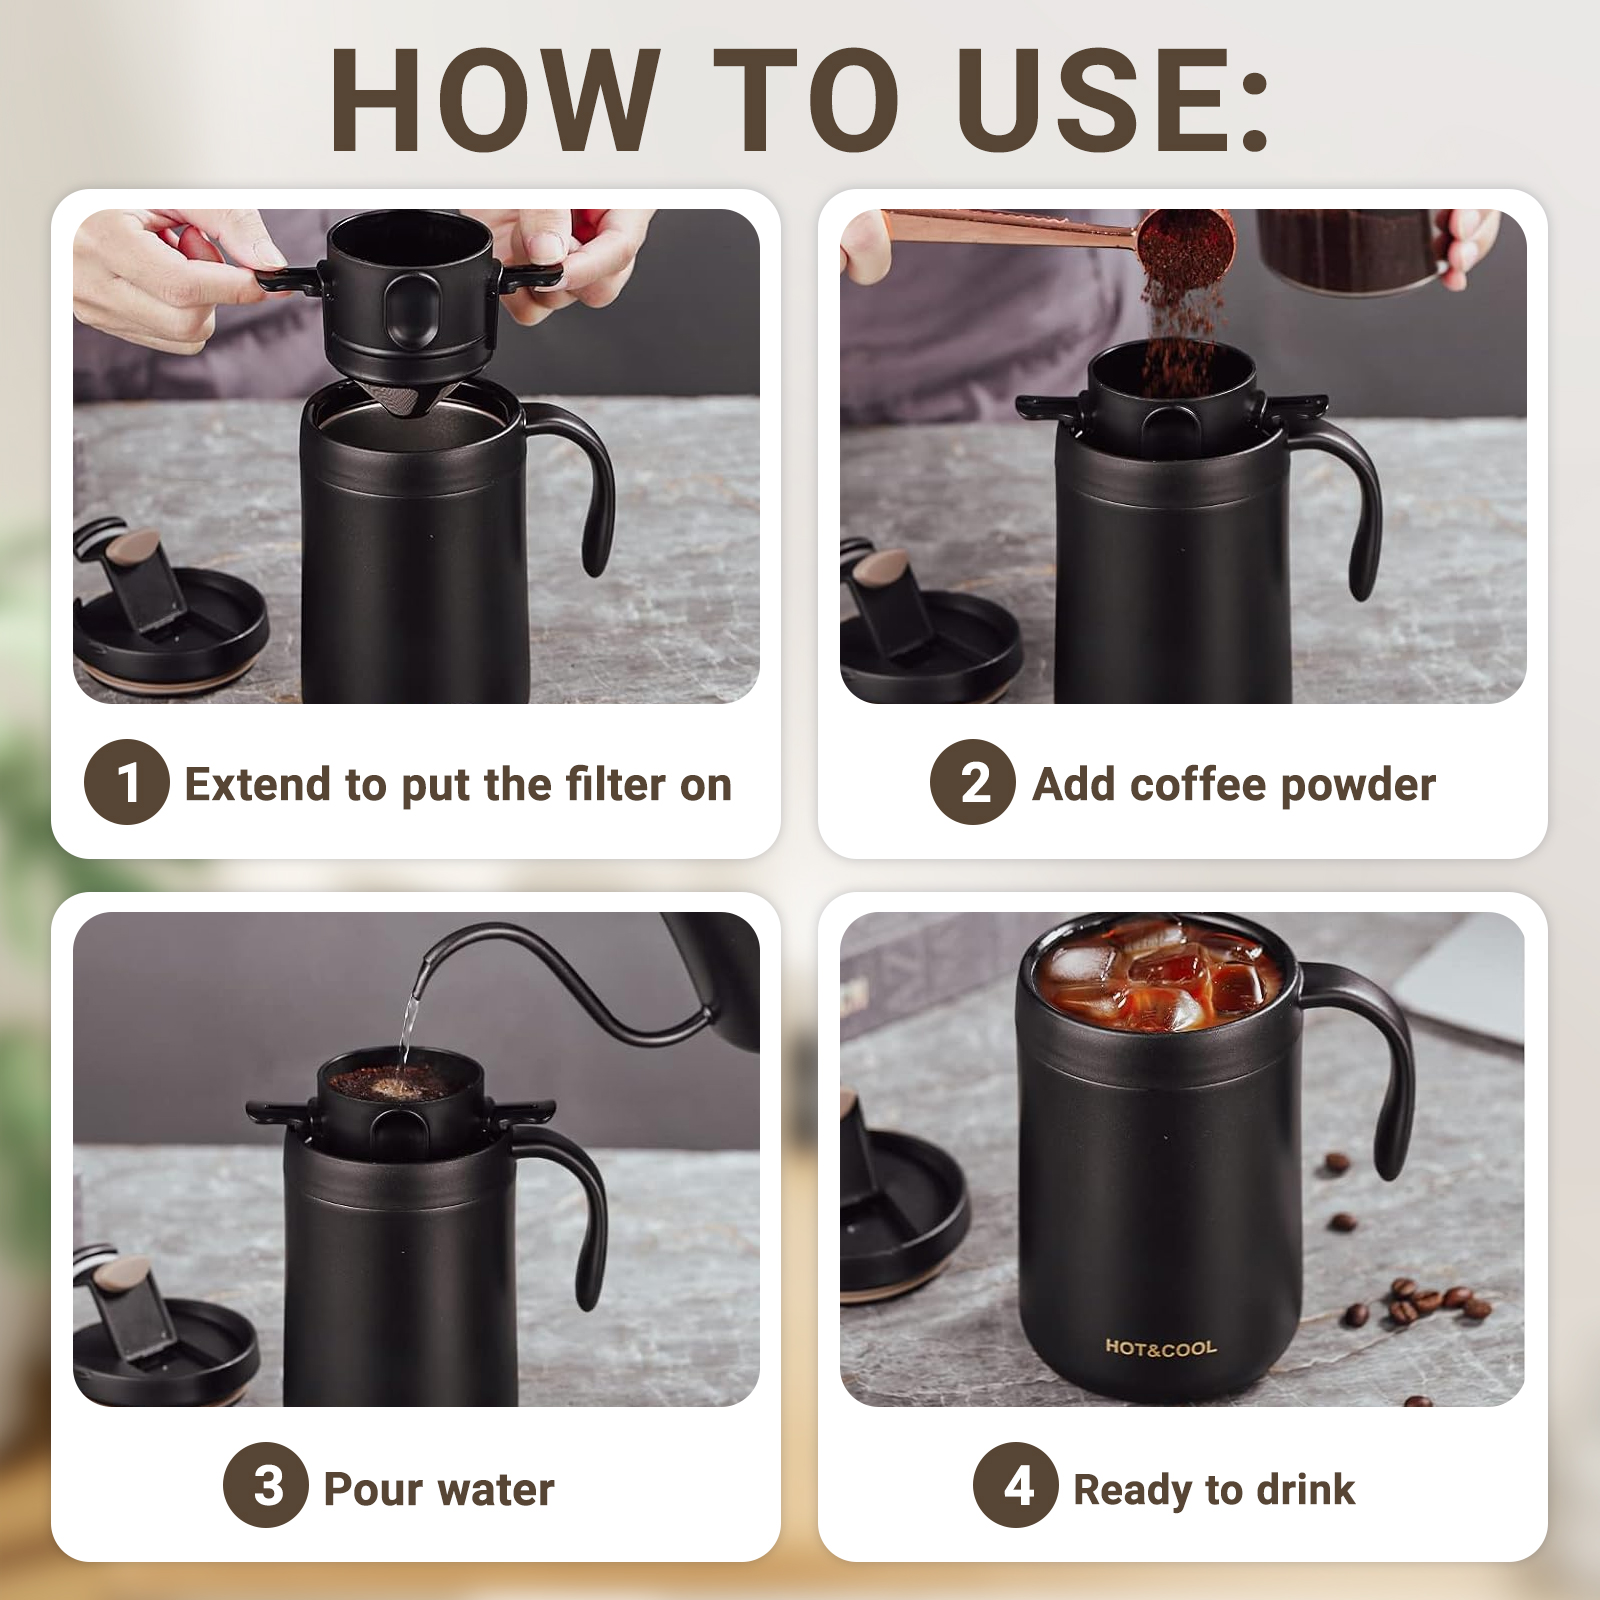 HOW TO USE:
1 Extend to put the filter on
2 Add coffee powder
3 Pour water
HOT&COOL
4 Ready to drink